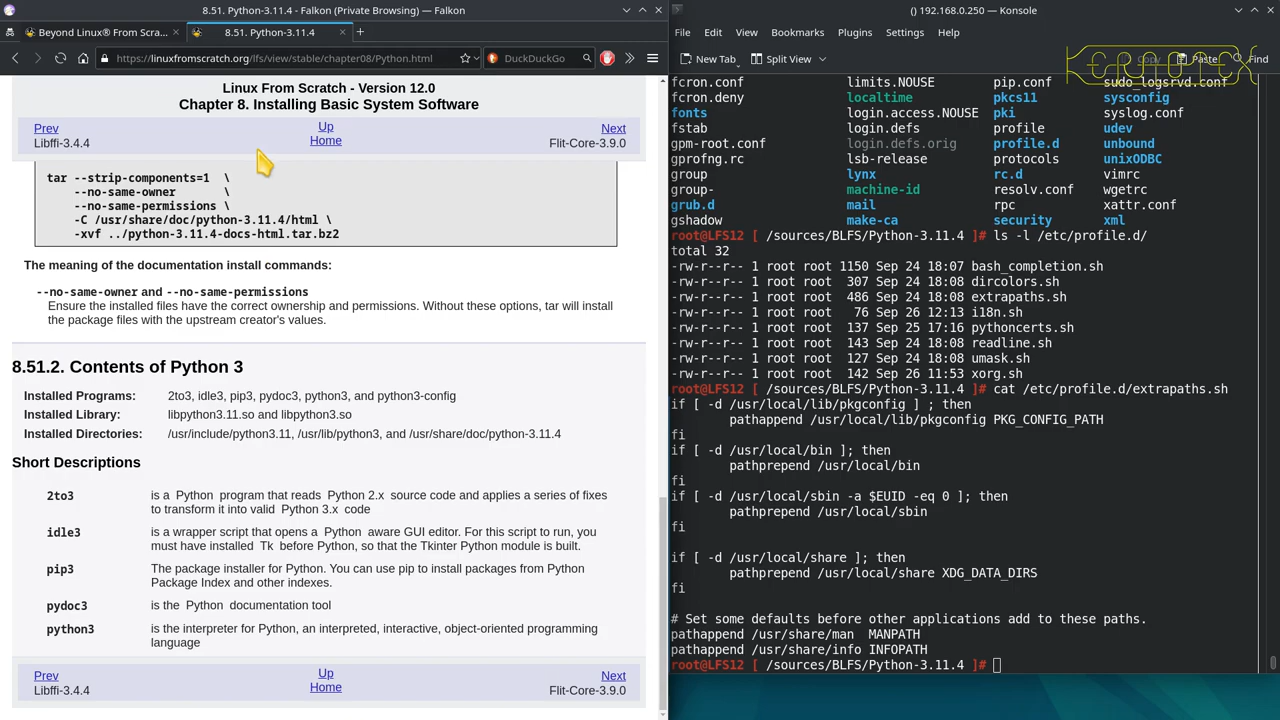 8.51. Python-3.11.4 - Falkon (Private Browsing) — Falkon
Beyond Linux® From Scra...
8.51. Python-3.11.4
https://linuxfromscratch.org/lfs/view/stable/chapter08/Python.html
DuckDuckGo
Linux From Scratch - Version 12.0
Chapter 8. Installing Basic System Software
Prev
Up
Next
Libffi-3.4.4
Home
Flit-Core-3.9.0
tar --strip-components=1 \
--no-same-owner \
--no-same-permissions \
-C /usr/share/doc/python-3.11.4/html \
-xvf ../python-3.11.4-docs-html.tar.bz2
The meaning of the documentation install commands:
--no-same-owner and --no-same-permissions
Ensure the installed files have the correct ownership and permissions. Without these options, tar will install
the package files with the upstream creator's values.
8.51.2. Contents of Python 3
Installed Programs: 2to3, idle3, pip3, pydoc3, python3, and python3-config
Installed Library: libpython3.11.so and libpython3.so
Installed Directories: /usr/include/python3.11, /usr/lib/python3, and /usr/share/doc/python-3.11.4
Short Descriptions
2to3 is a Python program that reads Python 2.x source code and applies a series of fixes
to transform it into valid Python 3.x code
idle3 is a wrapper script that opens a Python aware GUI editor. For this script to run, you
must have installed Tk before Python, so that the Tkinter Python module is built.
pip3 The package installer for Python. You can use pip to install packages from Python
Package Index and other indexes.
pydoc3 is the Python documentation tool
python3 is the interpreter for Python, an interpreted, interactive, object-oriented programming
language
Prev
Up
Next
Libffi-3.4.4
Home
Flit-Core-3.9.0
() 192.168.0.250 — Konsole
File Edit View Bookmarks Plugins Settings Help
New Tab Split View Copy Paste Find
KEYTUTEX
fcron.conf limits.NOUSE pip.conf sudo_logsrvd.conf
fcron.deny localtime pkcs11 sysconfig
fonts login.access.NOUSE pki syslog.conf
fstab login.defs profile udev
gpm-root.conf login.defs.orig profile.d unbound
gprofng.rc lsb-release protocols unixODBC
group lynx rc.d vimrc
group- machine-id resolv.conf wgetrc
grub.d mail rpc xattr.conf
gshadow make-ca security xml
root@LFS12 [ /sources/BLFS/Python-3.11.4 ]# ls -l /etc/profile.d/
total 32
-rw-r--r-- 1 root root 1150 Sep 24 18:07 bash_completion.sh
-rw-r--r-- 1 root root 307 Sep 24 18:08 dircolors.sh
-rw-r--r-- 1 root root 486 Sep 24 18:08 extrapaths.sh
-rw-r--r-- 1 root root 76 Sep 26 12:13 i18n.sh
-rw-r--r-- 1 root root 137 Sep 25 17:16 pythoncerts.sh
-rw-r--r-- 1 root root 143 Sep 24 18:08 readline.sh
-rw-r--r-- 1 root root 127 Sep 24 18:08 umask.sh
-rw-r--r-- 1 root root 142 Sep 26 11:53 xorg.sh
root@LFS12 [ /sources/BLFS/Python-3.11.4 ]# cat /etc/profile.d/extrapaths.sh
if [ -d /usr/local/lib/pkgconfig ] ; then
pathappend /usr/local/lib/pkgconfig PKG_CONFIG_PATH
fi
if [ -d /usr/local/bin ]; then
pathprepend /usr/local/bin
fi
if [ -d /usr/local/sbin -a $EUID -eq 0 ]; then
pathprepend /usr/local/sbin
fi
if [ -d /usr/local/share ]; then
pathprepend /usr/local/share XDG_DATA_DIRS
fi
# Set some defaults before other applications add to these paths.
pathappend /usr/share/man MANPATH
pathappend /usr/share/info INFOPATH
root@LFS12 [ /sources/BLFS/Python-3.11.4 ]#